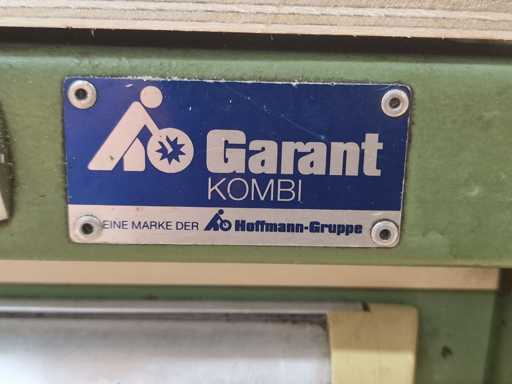 Garant
KOMBI
EINE MARKE DER Hoffmann-Gruppe